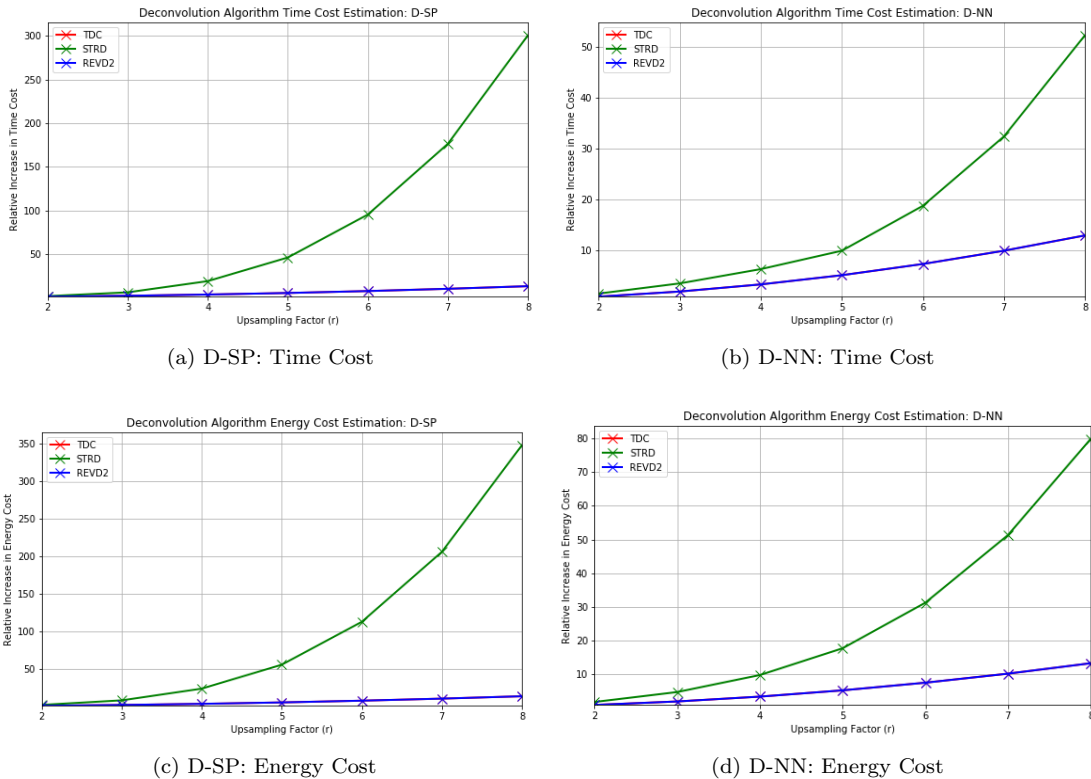 Deconvolution Algorithm Time Cost Estimation: D-SP
TDC
STRD
REVD2
Relative Increase in Time Cost
300
250
200
150
100
50
2 3 4 5 6 7 8
Upsampling Factor (r)
(a) D-SP: Time Cost
Deconvolution Algorithm Time Cost Estimation: D-NN
TDC
STRD
REVD2
Relative Increase in Time Cost
50
40
30
20
10
2 3 4 5 6 7 8
Upsampling Factor (r)
(b) D-NN: Time Cost
Deconvolution Algorithm Energy Cost Estimation: D-SP
TDC
STRD
REVD2
Relative Increase in Energy Cost
350
300
250
200
150
100
50
2 3 4 5 6 7 8
Upsampling Factor (r)
(c) D-SP: Energy Cost
Deconvolution Algorithm Energy Cost Estimation: D-NN
TDC
STRD
REVD2
Relative Increase in Energy Cost
80
70
60
50
40
30
20
10
2 3 4 5 6 7 8
Upsampling Factor (r)
(d) D-NN: Energy Cost